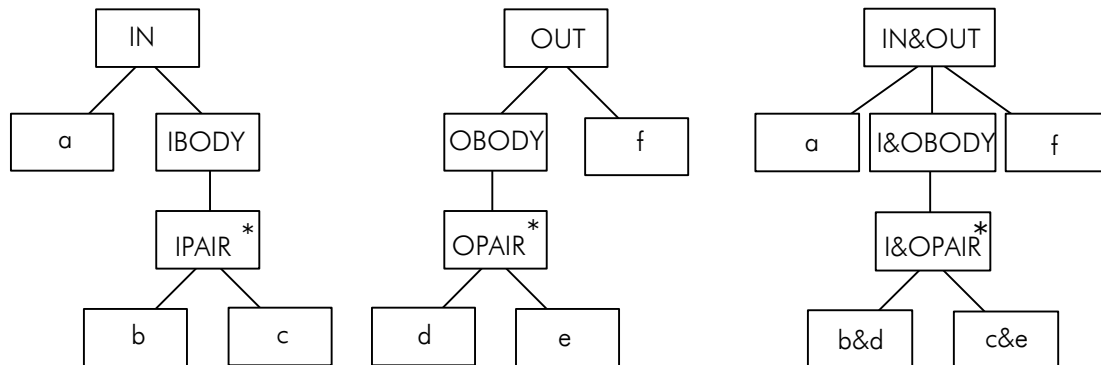 IN
OUT
IN&OUT
a
IBODY
OBODY
f
a
I&OBODY
f
IPAIR *
OPAIR *
I&OPAIR *
b
c
d
e
b&d
c&e